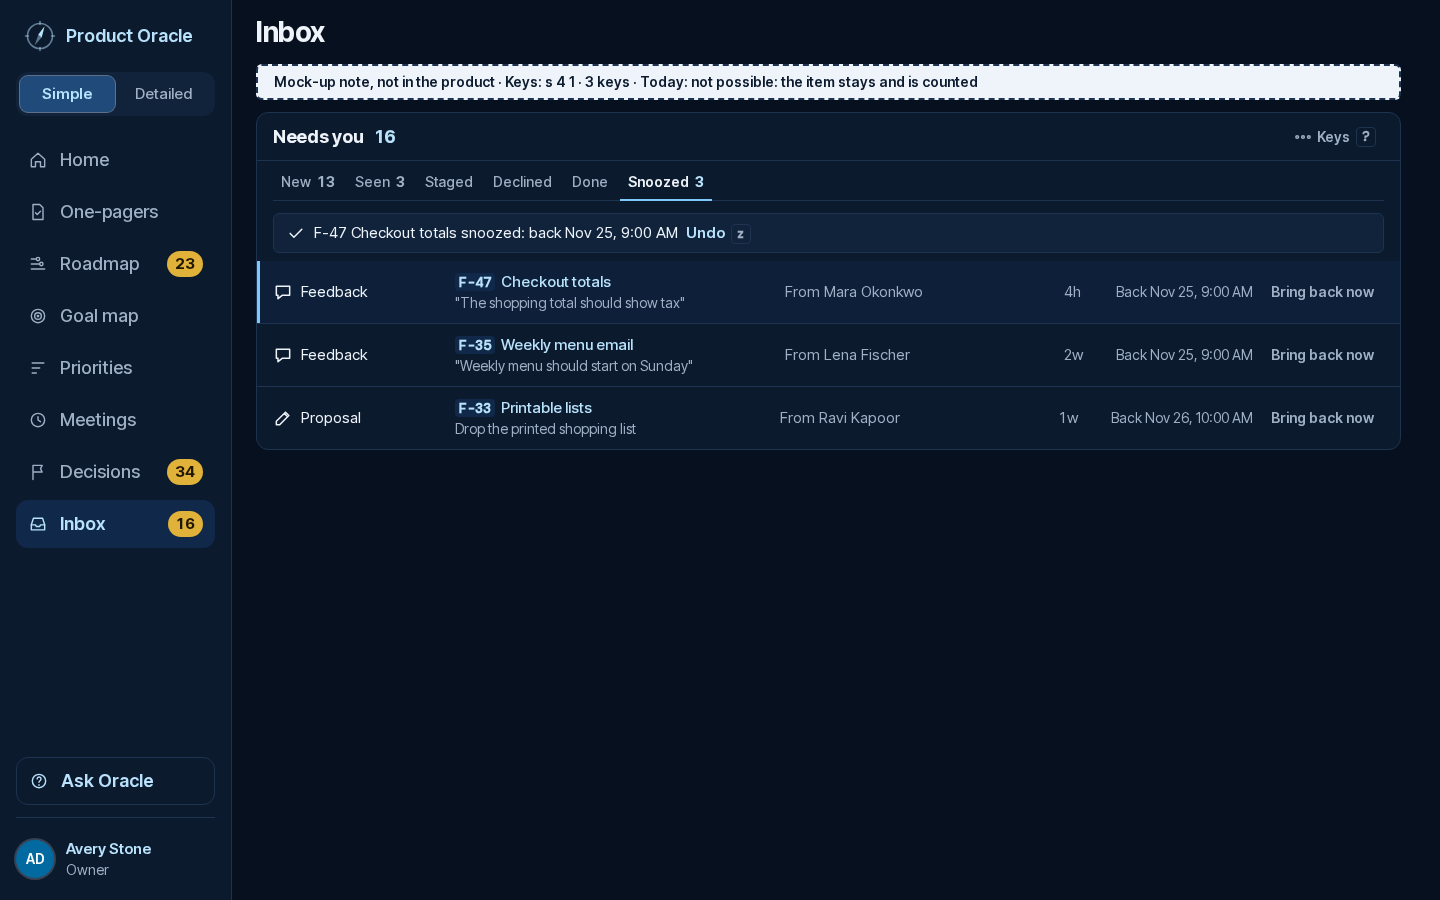 Product Oracle
Simple Detailed
Home
One-pagers
Roadmap 23
Goal map
Priorities
Meetings
Decisions 34
Inbox 16
Ask Oracle
AD Avery Stone
Owner
Inbox
Mock-up note, not in the product · Keys: s 4 1 · 3 keys · Today: not possible: the item stays and is counted
Needs you 16 ••• Keys ?
New 13 Seen 3 Staged Declined Done Snoozed 3
F-47 Checkout totals snoozed: back Nov 25, 9:00 AM Undo z
Feedback F-47 Checkout totals From Mara Okonkwo 4h Back Nov 25, 9:00 AM Bring back now
"The shopping total should show tax"
Feedback F-35 Weekly menu email From Lena Fischer 2w Back Nov 25, 9:00 AM Bring back now
"Weekly menu should start on Sunday"
Proposal F-33 Printable lists From Ravi Kapoor 1w Back Nov 26, 10:00 AM Bring back now
Drop the printed shopping list